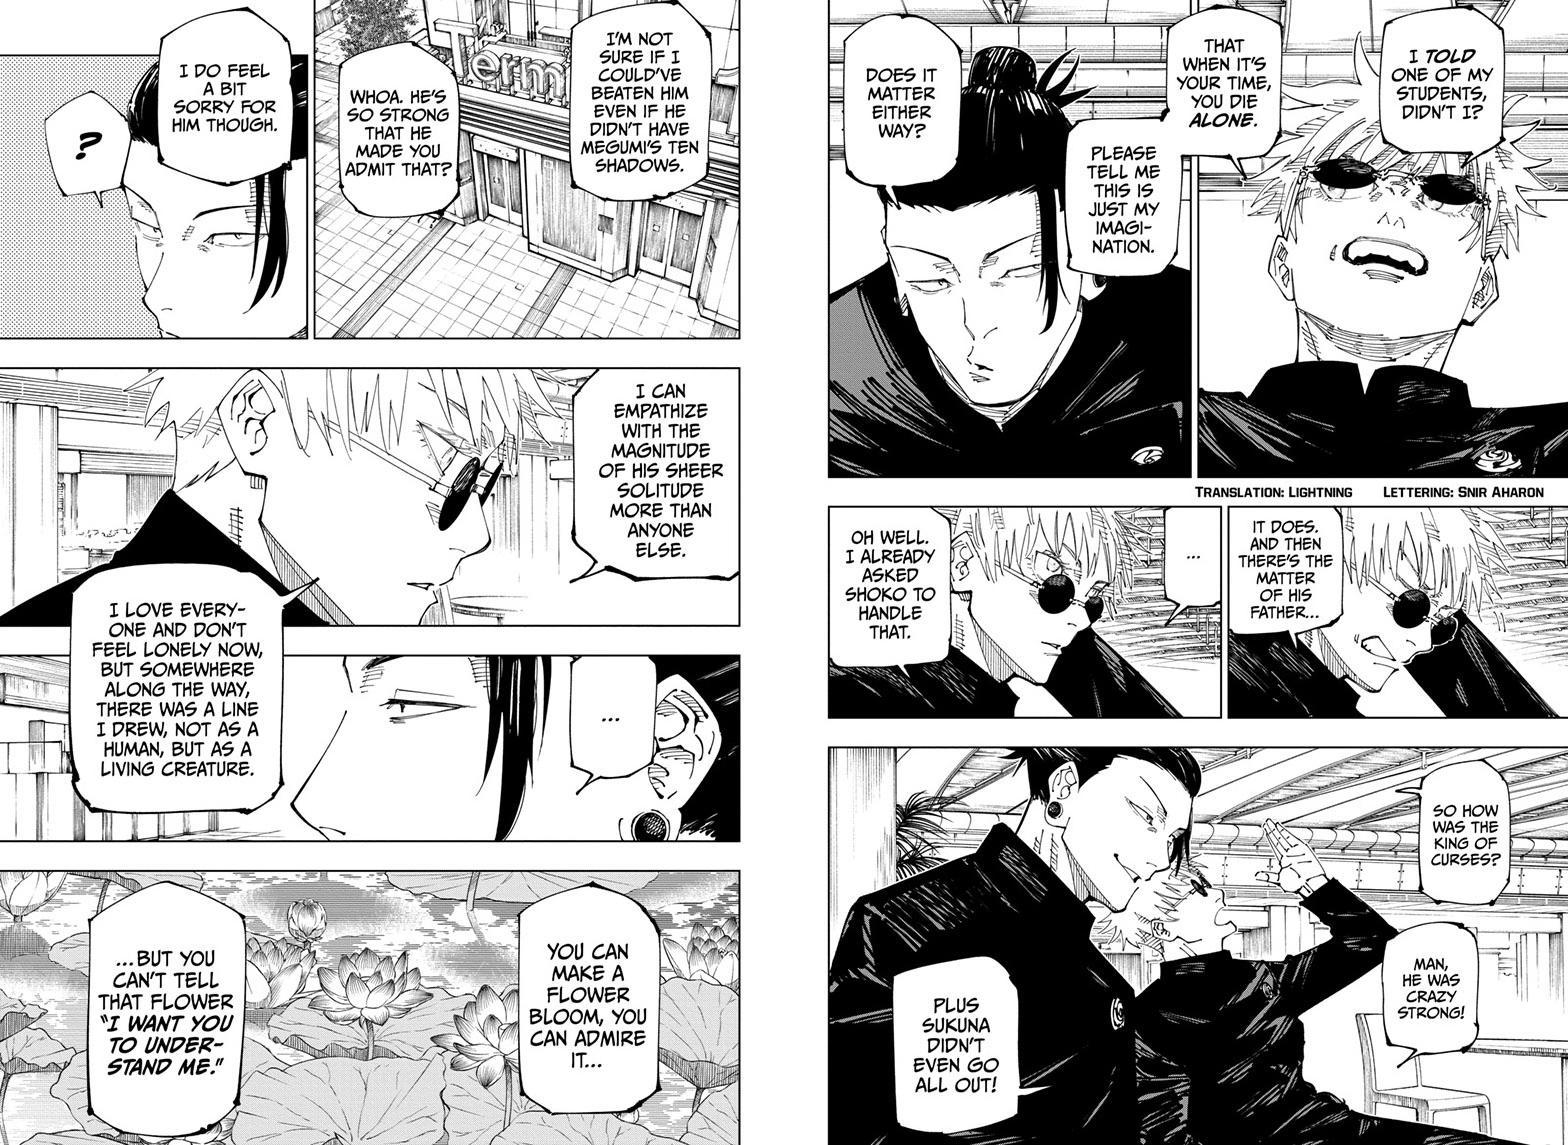 I TOLD
ONE OF MY
STUDENTS,
DIDN'T I?
THAT
WHEN IT'S
YOUR TIME,
YOU DIE
ALONE.
PLEASE
TELL ME
THIS IS
JUST MY
IMAGI-
NATION.
DOES IT
MATTER
EITHER
WAY?
TRANSLATION: LIGHTNING
LETTERING: SNIR AHARON
IT DOES.
AND THEN
THERE'S THE
MATTER
OF HIS
FATHER...
...
OH WELL.
I ALREADY
ASKED
SHOKO TO
HANDLE
THAT.
SO HOW
WAS THE
KING OF
CURSES?
MAN,
HE WAS
CRAZY
STRONG!
PLUS
SUKUNA
DIDN'T
EVEN GO
ALL OUT!
I'M NOT
SURE IF I
COULD'VE
BEATEN HIM
EVEN IF HE
DIDN'T HAVE
MEGUMI'S TEN
SHADOWS.
Term
WHOA. HE'S
SO STRONG
THAT HE
MADE YOU
ADMIT THAT?
I DO FEEL
A BIT
SORRY FOR
HIM THOUGH.
?
I CAN
EMPATHIZE
WITH THE
MAGNITUDE
OF HIS SHEER
SOLITUDE
MORE THAN
ANYONE
ELSE.
I LOVE EVERY-
ONE AND DON'T
FEEL LONELY NOW,
BUT SOMEWHERE
ALONG THE WAY,
THERE WAS A LINE
I DREW, NOT AS A
HUMAN, BUT AS A
LIVING CREATURE.
...
YOU CAN
MAKE A
FLOWER
BLOOM, YOU
CAN ADMIRE
IT...
...BUT YOU
CAN'T TELL
THAT FLOWER
"I WANT YOU
TO UNDER-
STAND ME."